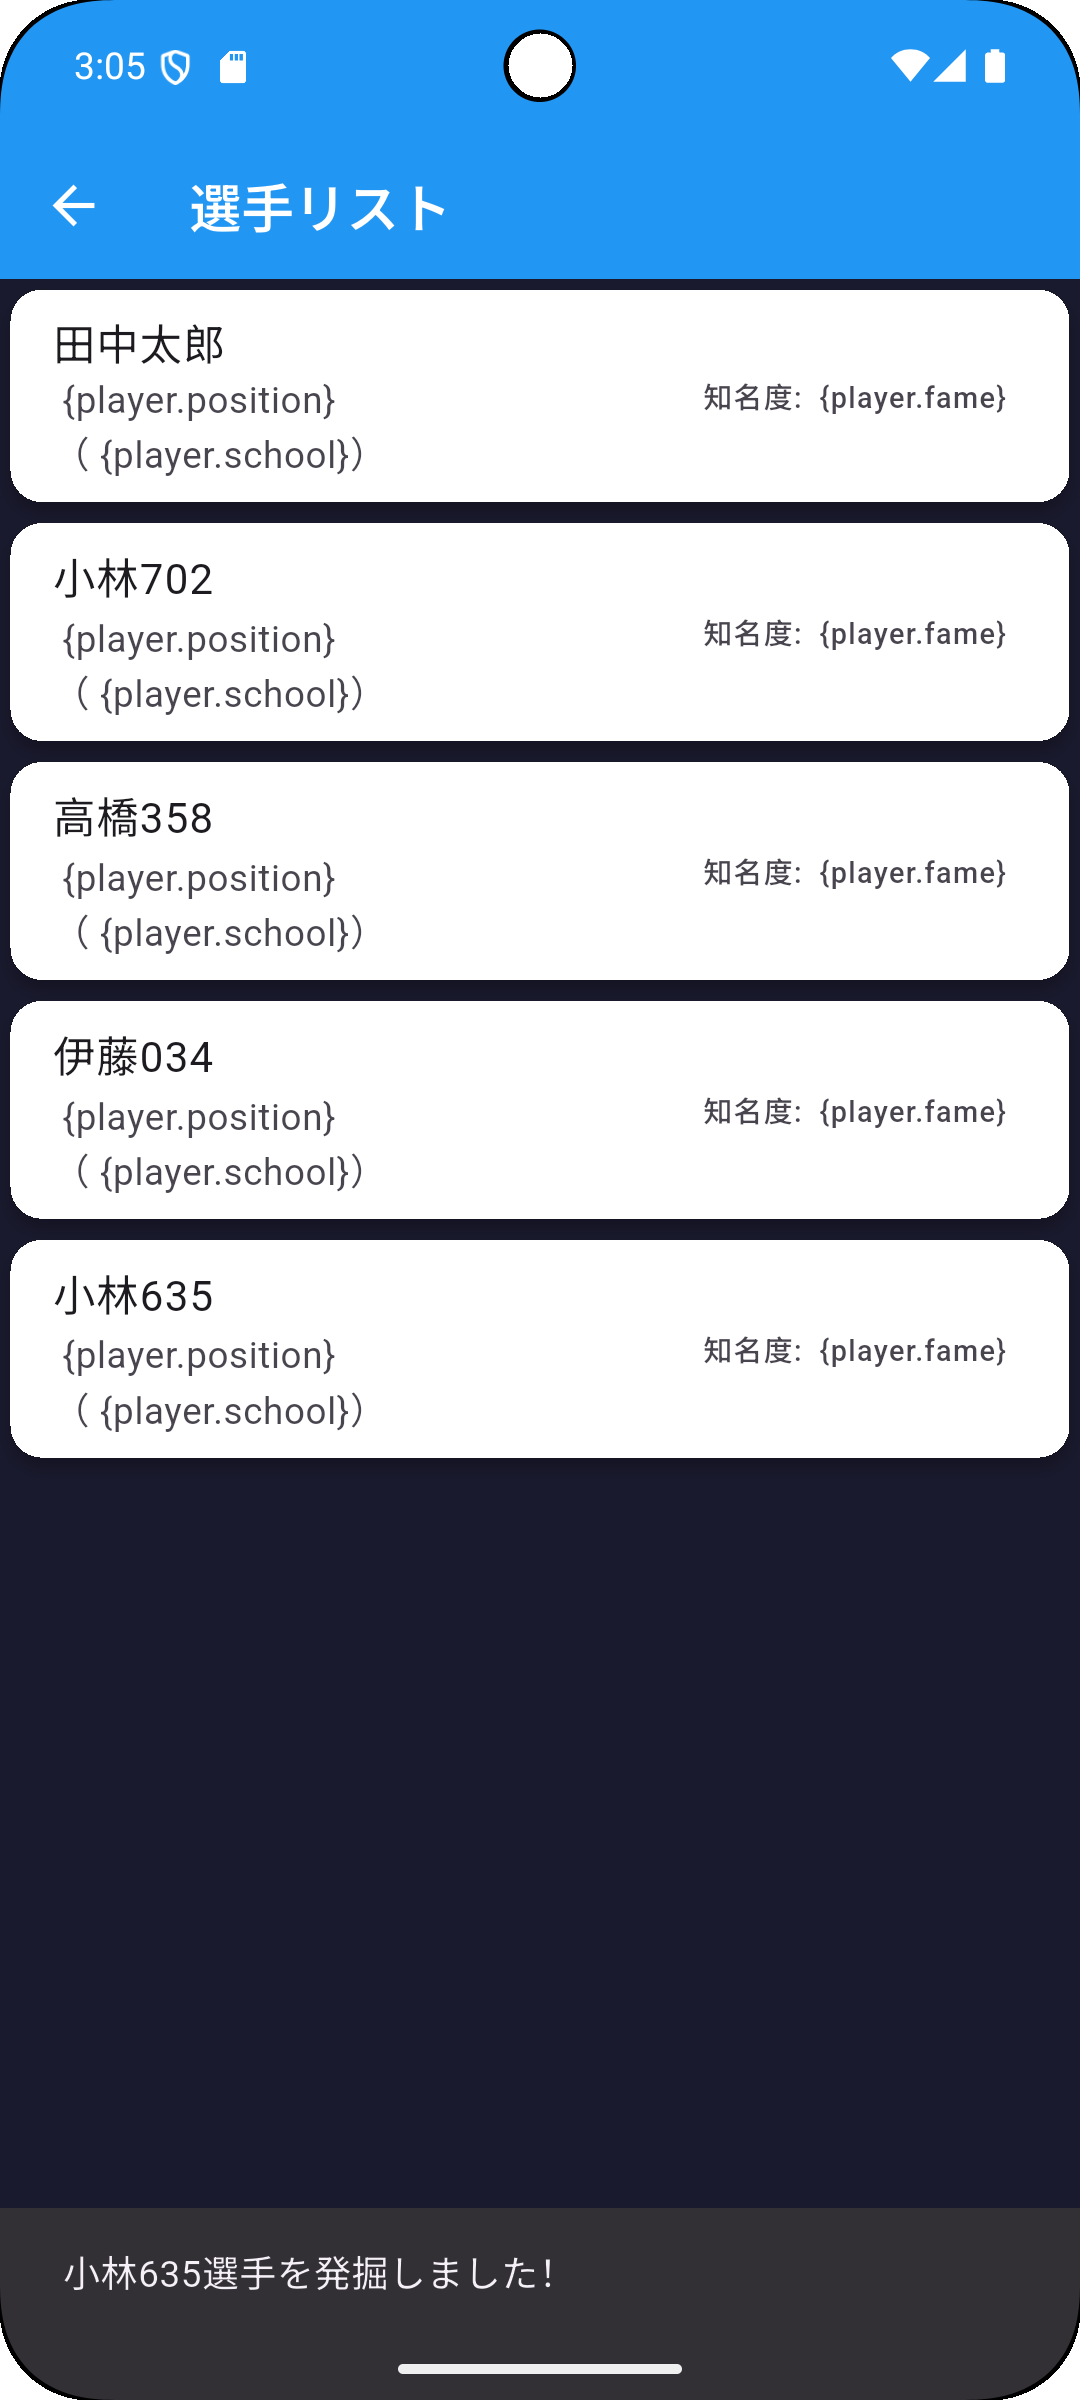 3:05
選手リスト
田中太郎
{player.position}
知名度: {player.fame}
（ {player.school}）
小林702
{player.position}
知名度: {player.fame}
（ {player.school}）
高橋358
{player.position}
知名度: {player.fame}
（ {player.school}）
伊藤034
{player.position}
知名度: {player.fame}
（ {player.school}）
小林635
{player.position}
知名度: {player.fame}
（ {player.school}）
小林635選手を発掘しました！